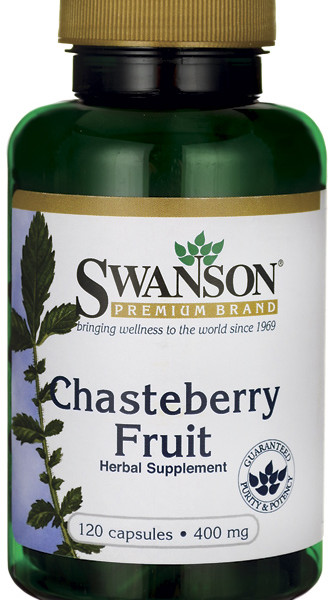 SWANSON®
PREMIUM BRAND
bringing wellness to the world since 1969
Chasteberry
Fruit
Herbal Supplement
GUARANTEED
PURITY & POTENCY
120 capsules • 400 mg